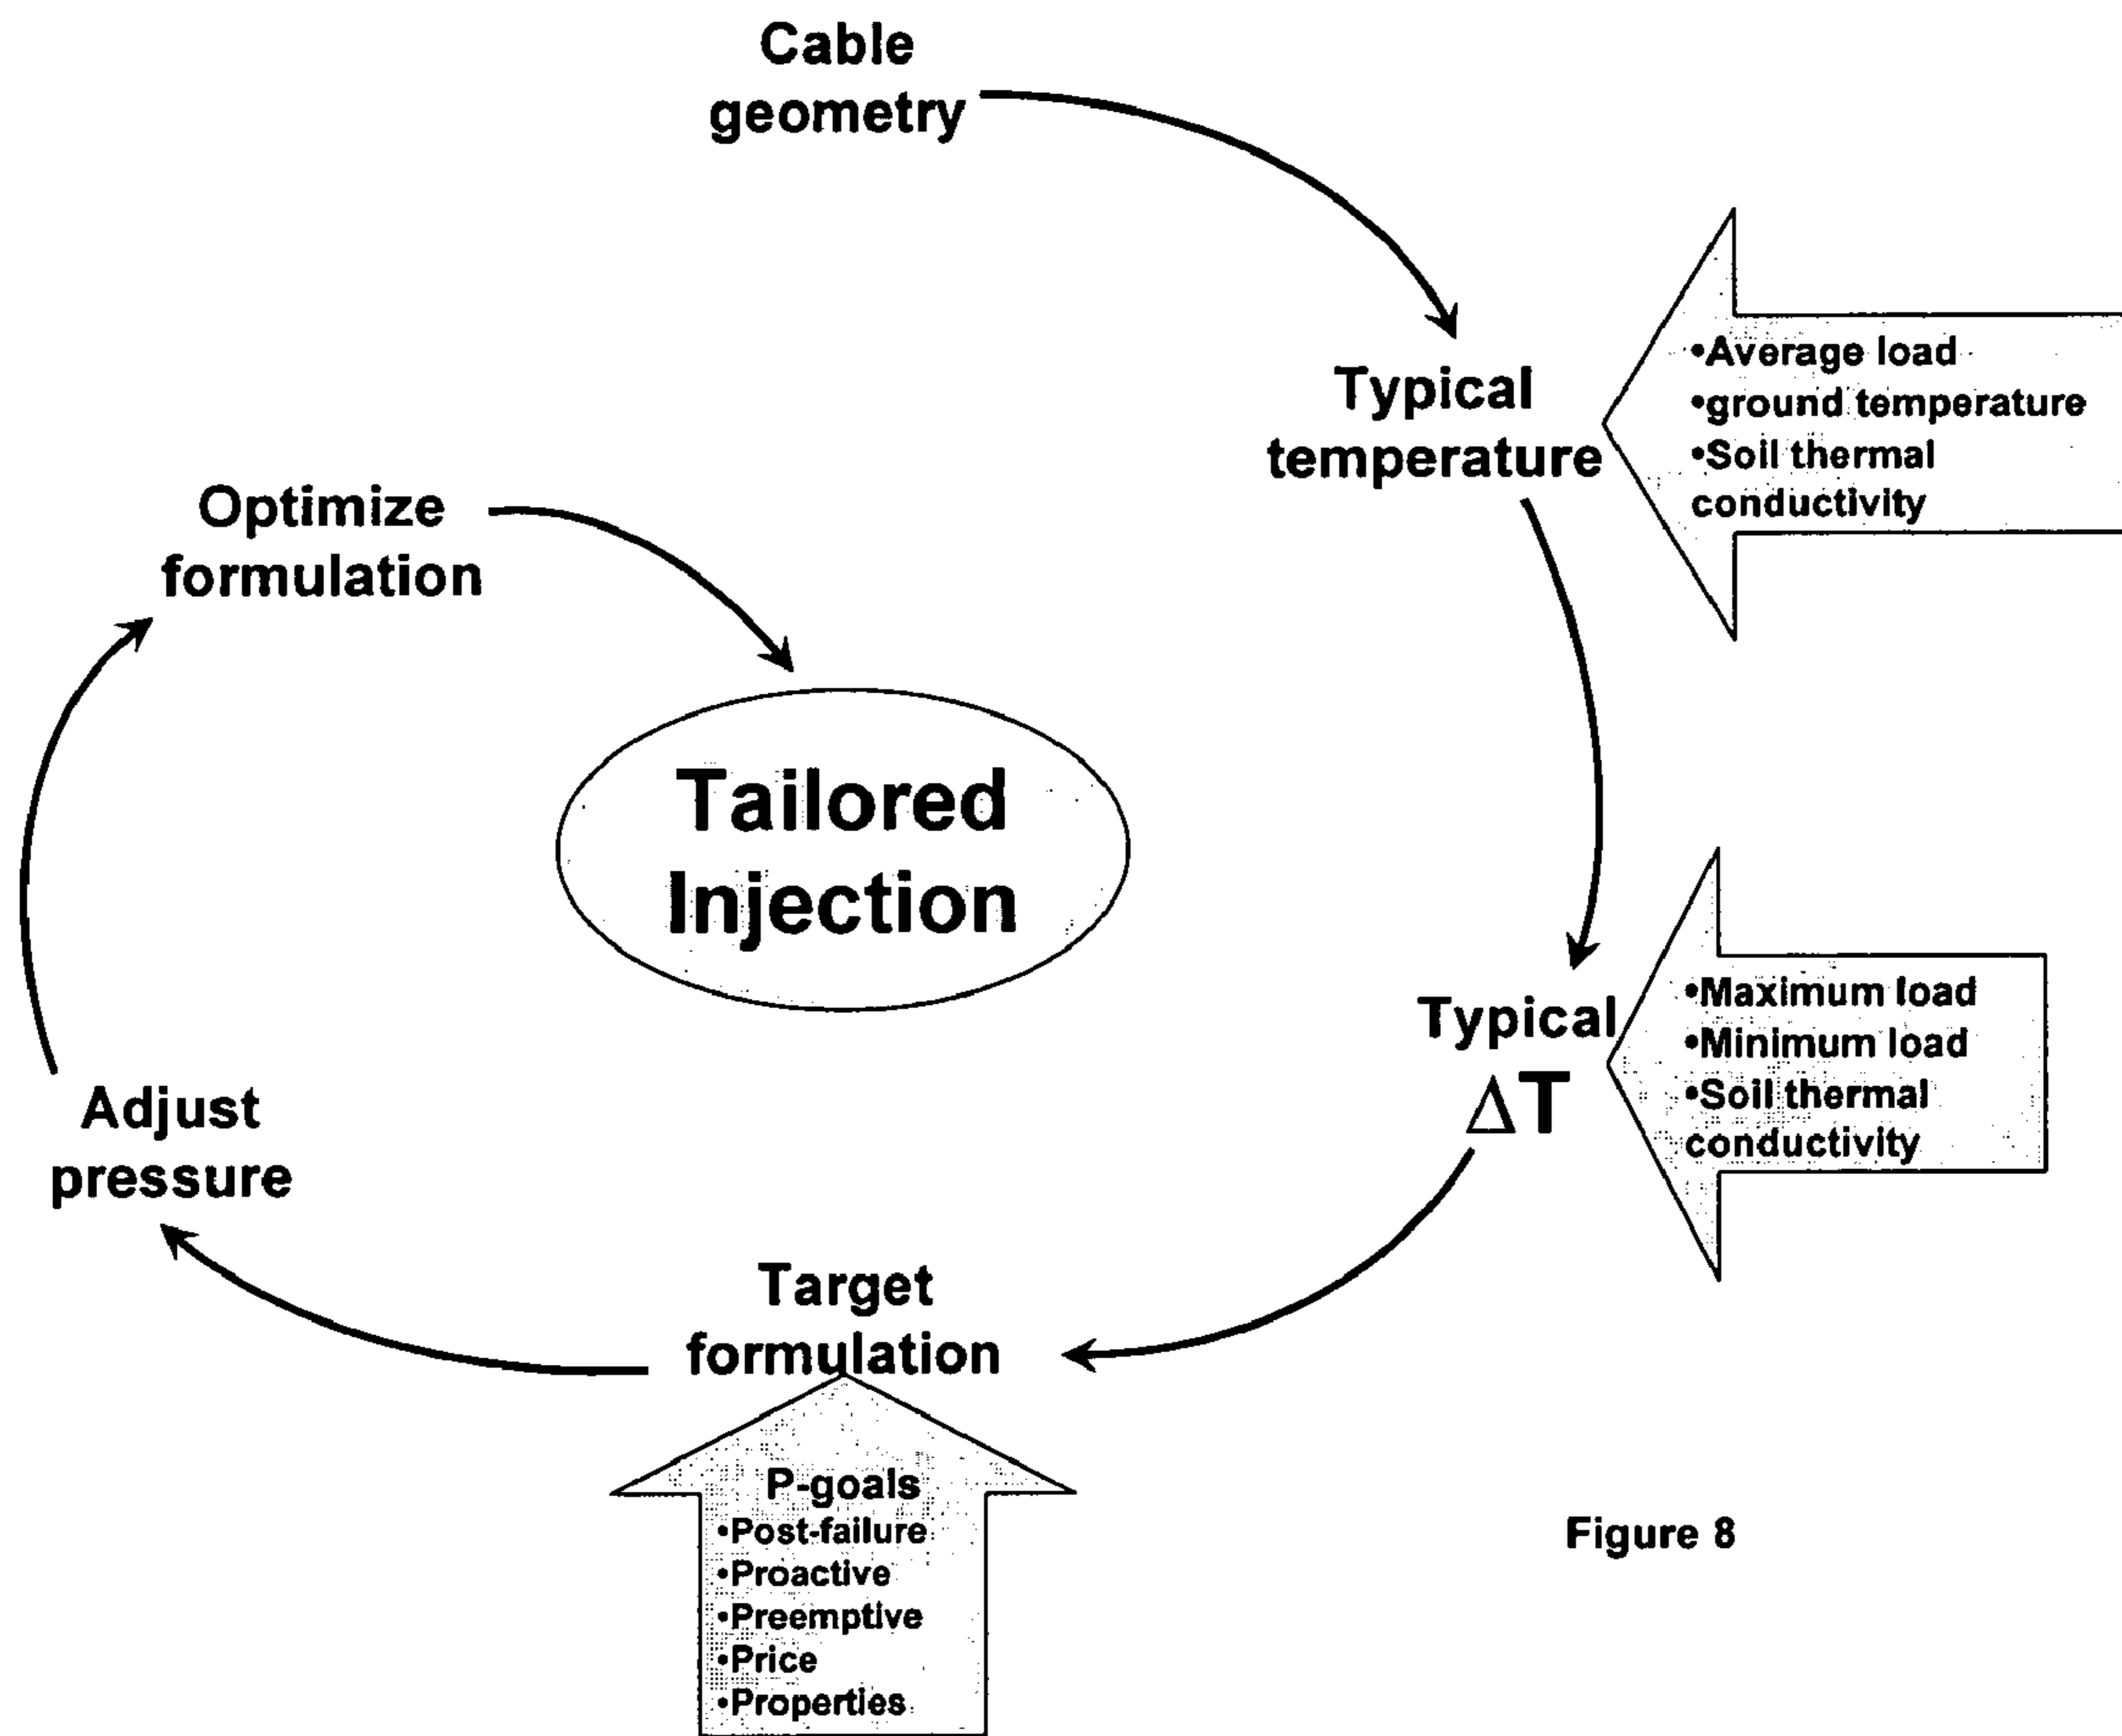 Cable
geometry
Typical
temperature
•Average load
•ground temperature
•Soil thermal
conductivity
Optimize
formulation
Tailored
Injection
Typical
ΔT
•Maximum load
•Minimum load
•Soil thermal
conductivity
Adjust
pressure
Target
formulation
P-goals
•Post-failure
•Proactive
•Preemptive
•Price
•Properties
Figure 8